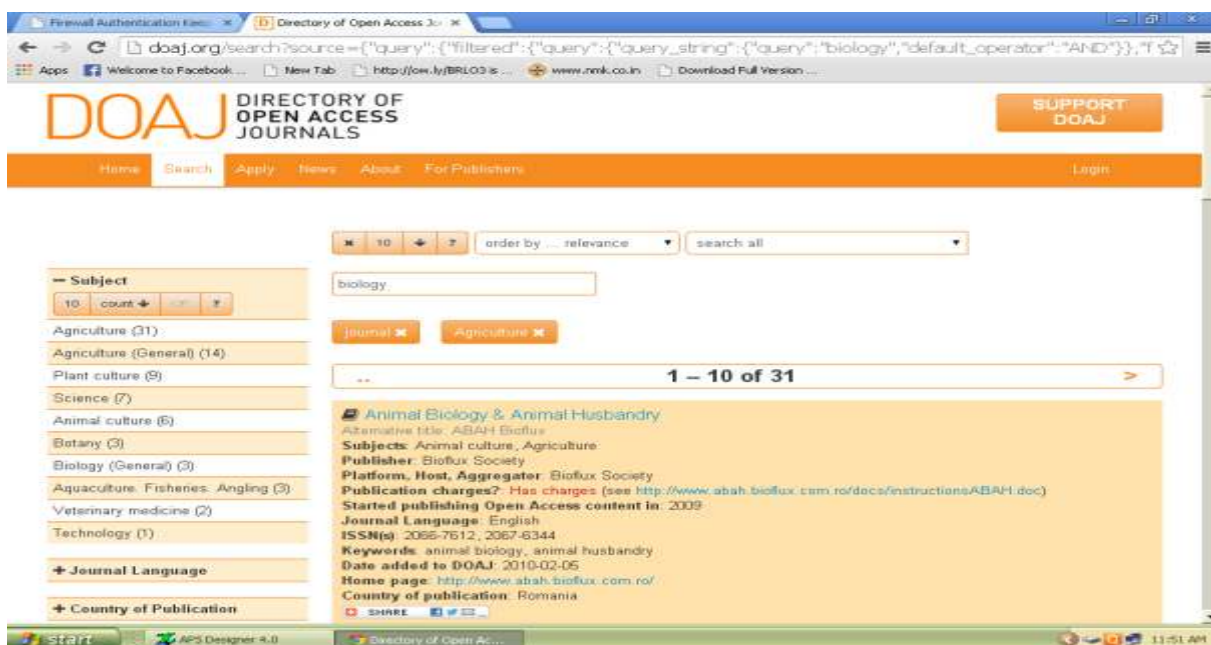 Firewall Authentication Keep
Directory of Open Access Jo
doaj.org/search?source={"query":{"filtered":{"query":{"query_string":{"query":"biology","default_operator":"AND"}},"f
Apps Welcome to Facebook ... New Tab http://ow.ly/BRLO3 is ... www.nmk.co.in Download Full Version ...
DOAJ
DIRECTORY OF
OPEN ACCESS
JOURNALS
SUPPORT
DOAJ
Home Search Apply News About For Publishers Login
10 ? order by ... relevance search all
– Subject
10 count ?
Agriculture (31)
Agriculture (General) (14)
Plant culture (9)
Science (7)
Animal culture (6)
Botany (3)
Biology (General) (3)
Aquaculture. Fisheries. Angling (3)
Veterinary medicine (2)
Technology (1)
+ Journal Language
+ Country of Publication
biology
Journal Agriculture
.. 1 – 10 of 31 >
Animal Biology & Animal Husbandry
Alternative title: ABAH Bioflux
Subjects: Animal culture, Agriculture
Publisher: Bioflux Society
Platform, Host, Aggregator: Bioflux Society
Publication charges?: Has charges (see http://www.abah.bioflux.com.ro/docs/instructionsABAH.doc)
Started publishing Open Access content in: 2009
Journal Language: English
ISSN(s): 2066-7612, 2067-6344
Keywords: animal biology, animal husbandry
Date added to DOAJ: 2010-02-05
Home page: http://www.abah.bioflux.com.ro/
Country of publication: Romania
SHARE
start APS Designer 4.0 Directory of Open Ac... 11:51 AM